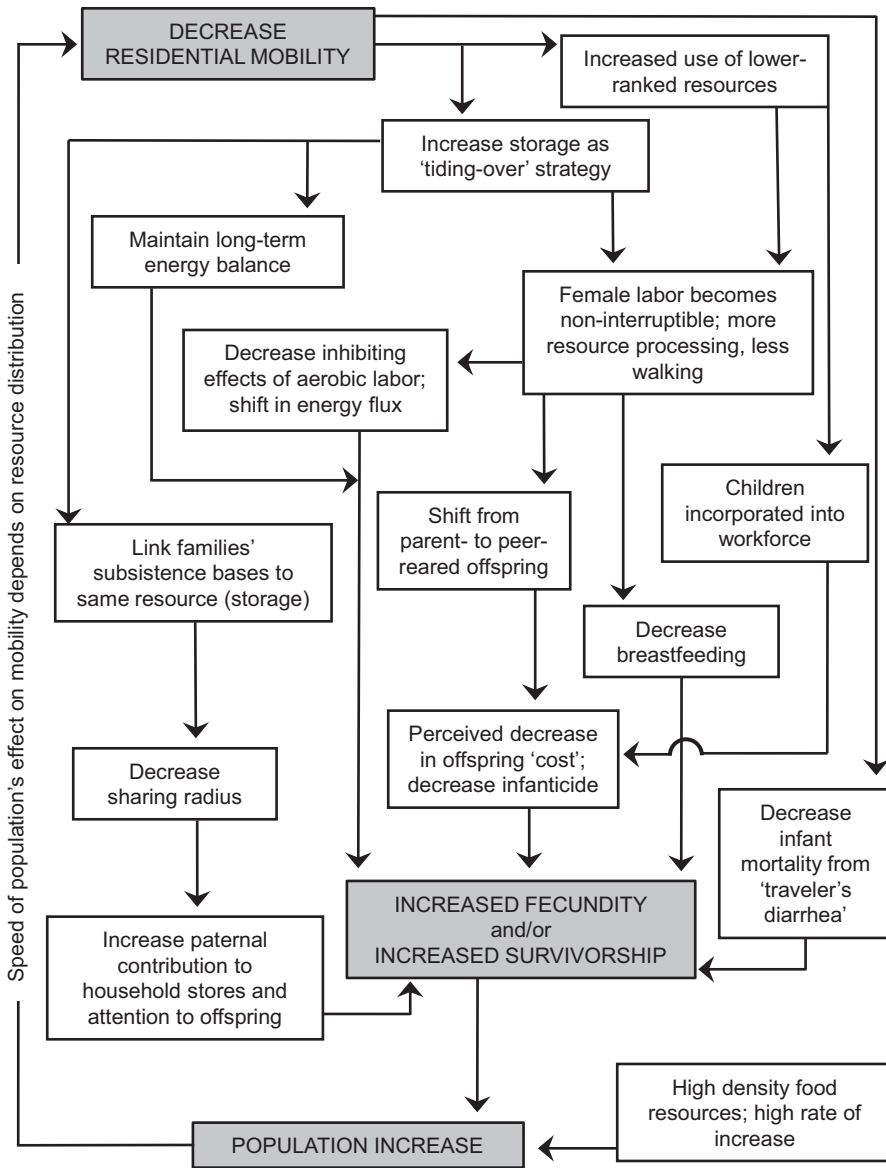 DECREASE
RESIDENTIAL MOBILITY
Increased use of lower-
ranked resources
Increase storage as
‘tiding-over’ strategy
Maintain long-term
energy balance
Female labor becomes
non-interruptible; more
resource processing, less
walking
Decrease inhibiting
effects of aerobic labor;
shift in energy flux
Children
incorporated into
workforce
Shift from
parent- to peer-
reared offspring
Link families’
subsistence bases to
same resource (storage)
Decrease
breastfeeding
Perceived decrease
in offspring ‘cost’;
decrease infanticide
Decrease
sharing radius
Decrease
infant
mortality from
‘traveler’s
diarrhea’
INCREASED FECUNDITY
and/or
INCREASED SURVIVORSHIP
Increase paternal
contribution to
household stores and
attention to offspring
High density food
resources; high rate of
increase
POPULATION INCREASE
Speed of population’s effect on mobility depends on resource distribution